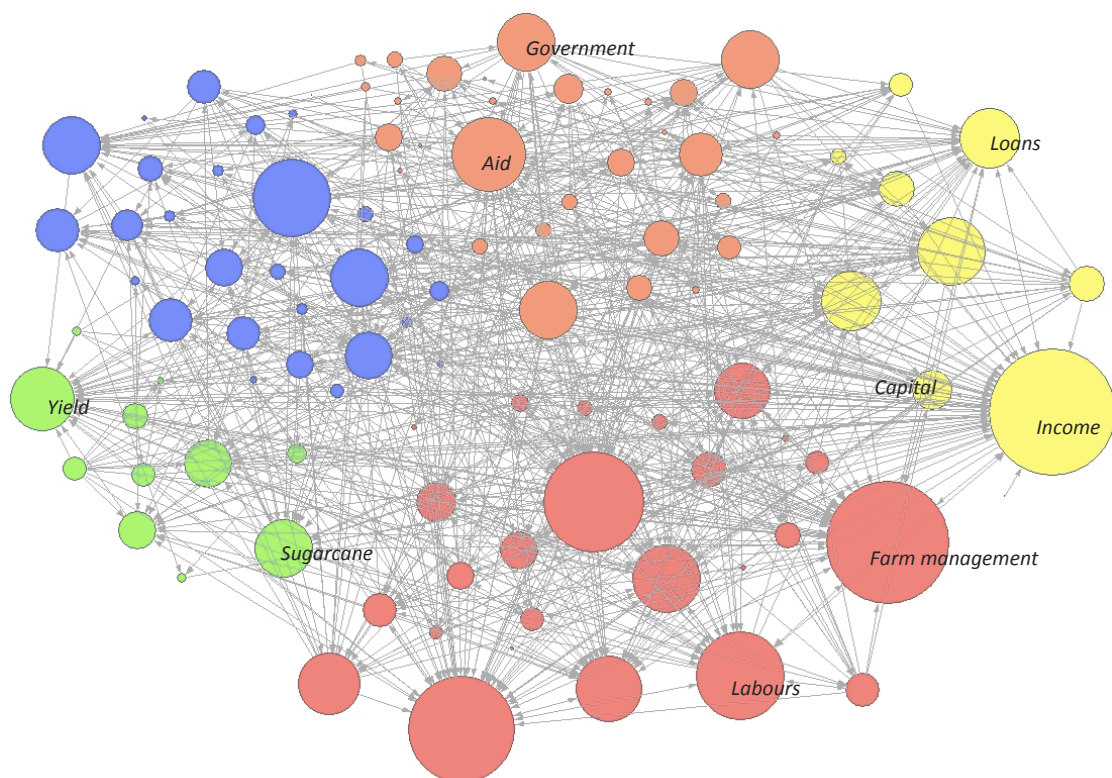 Government
Aid
Loans
Capital
Yield
Income
Sugarcane
Farm management
Labours